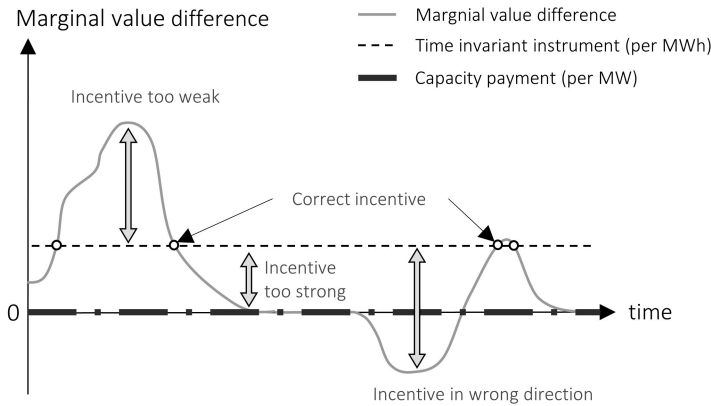 Marginal value difference
Margnial value difference
Time invariant instrument (per MWh)
Capacity payment (per MW)
Incentive too weak
Correct incentive
Incentive
too strong
0
time
Incentive in wrong direction